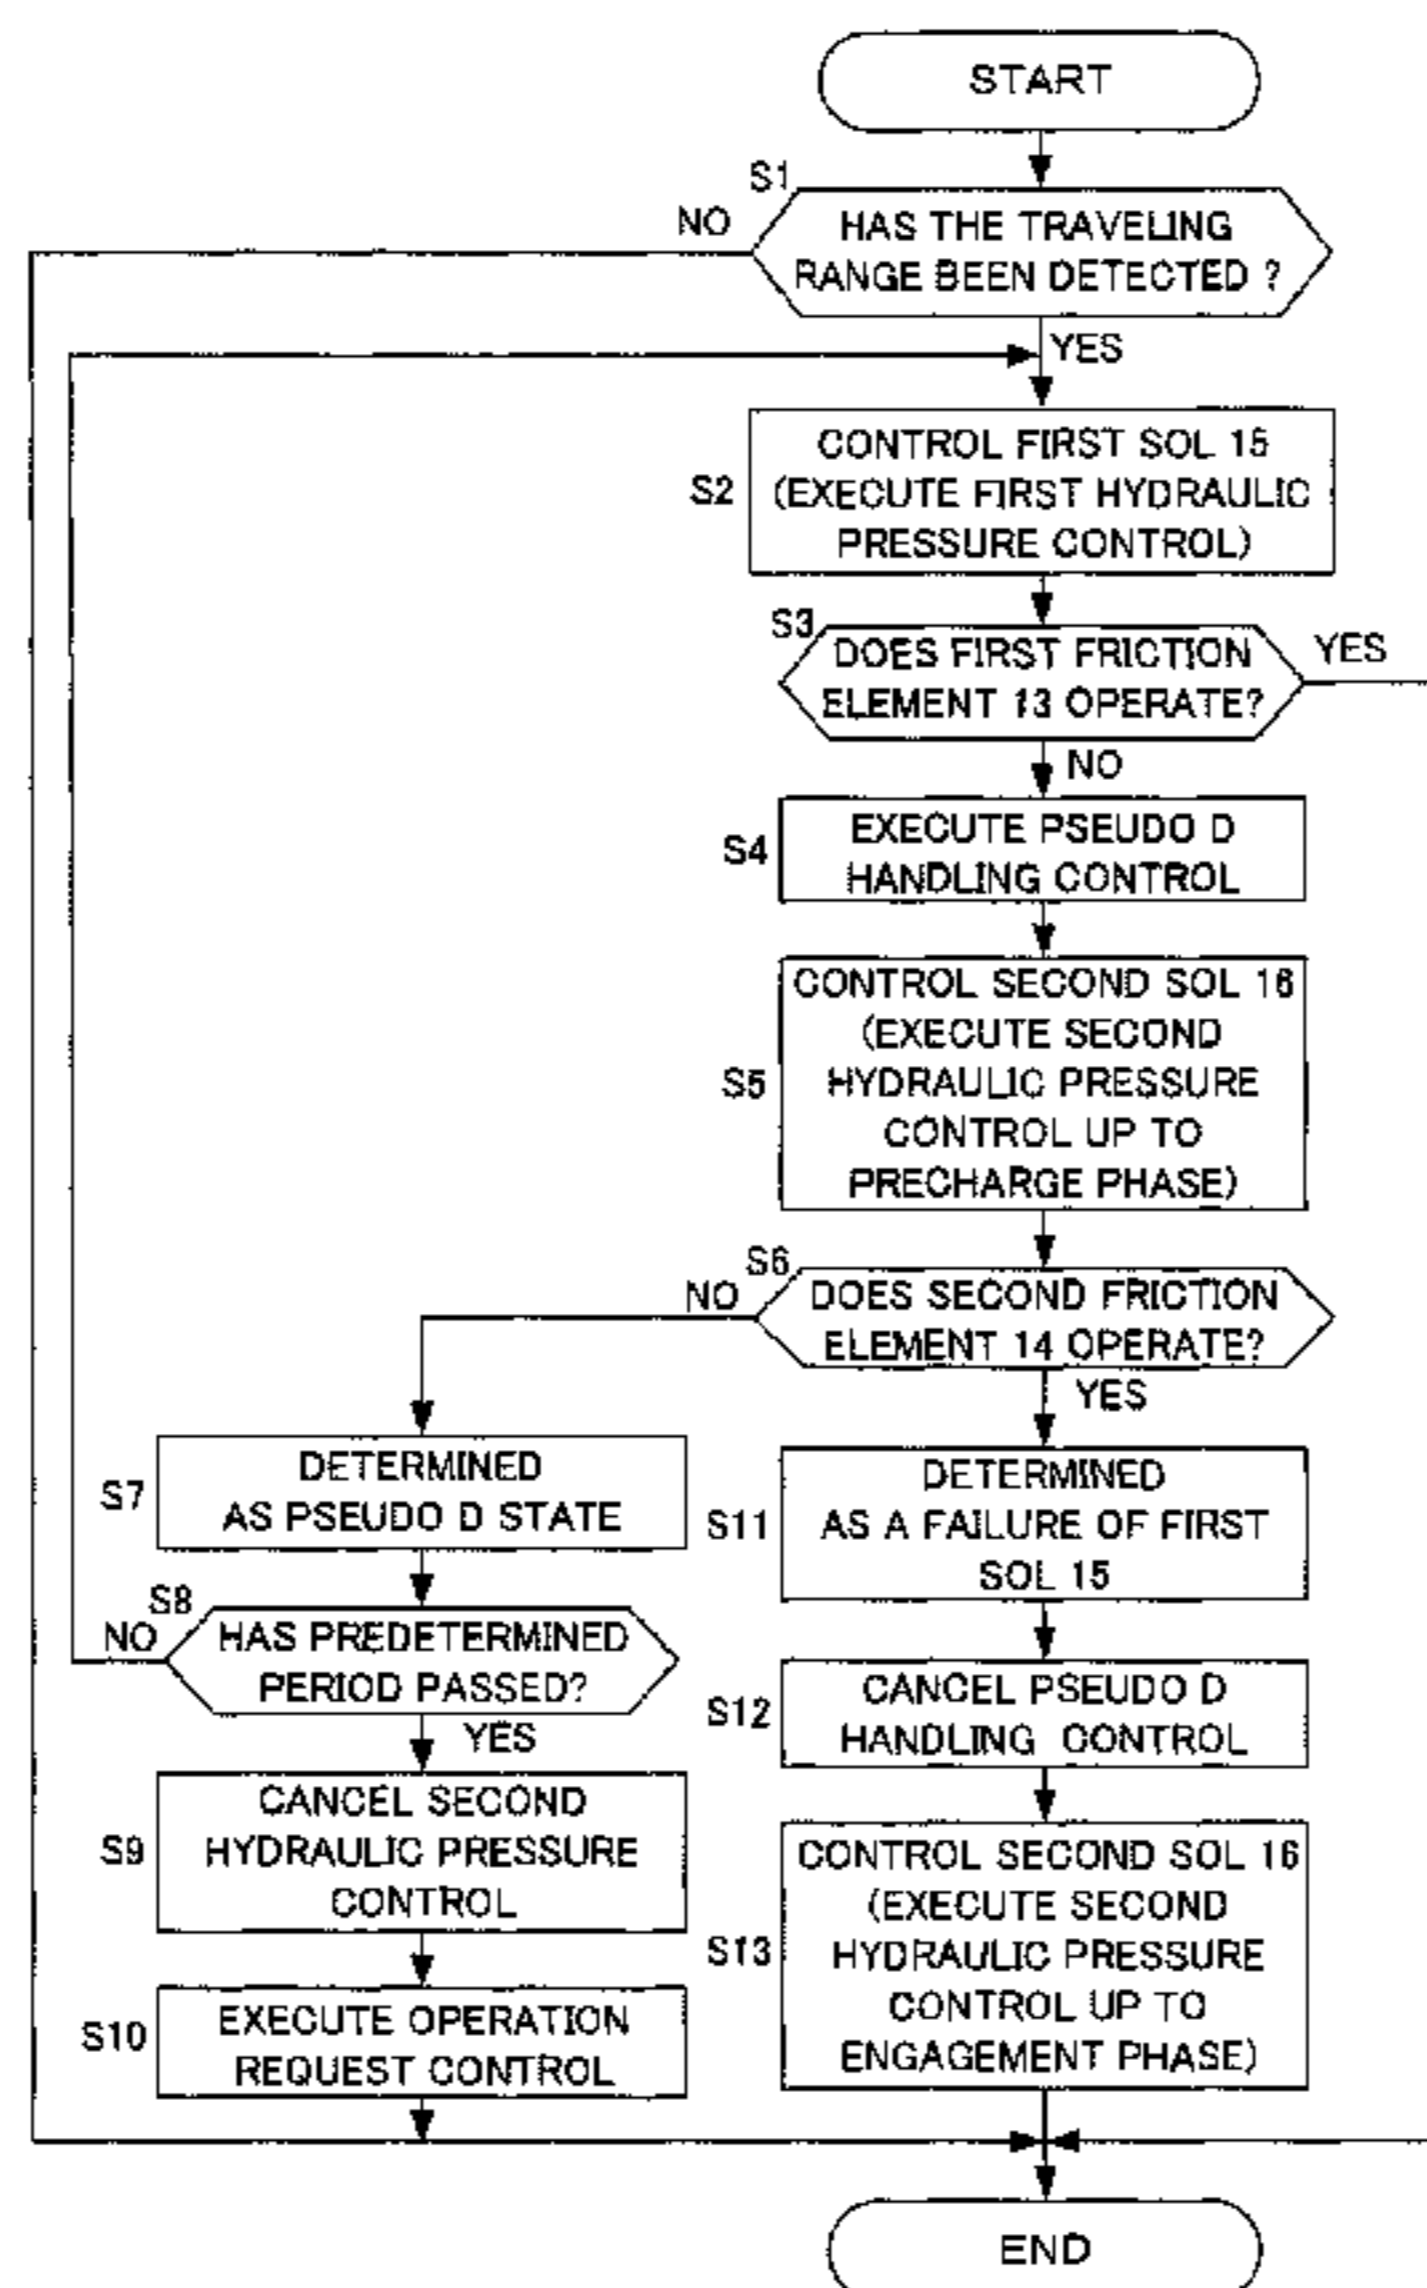 START
S1
NO
HAS THE TRAVELING
RANGE BEEN DETECTED ?
YES
S2
CONTROL FIRST SOL 15
(EXECUTE FIRST HYDRAULIC
PRESSURE CONTROL)
S3
DOES FIRST FRICTION
ELEMENT 13 OPERATE?
YES
NO
S4
EXECUTE PSEUDO D
HANDLING CONTROL
S5
CONTROL SECOND SOL 16
(EXECUTE SECOND
HYDRAULIC PRESSURE
CONTROL UP TO
PRECHARGE PHASE)
S6
NO
DOES SECOND FRICTION
ELEMENT 14 OPERATE?
YES
S7
DETERMINED
AS PSEUDO D STATE
S8
NO
HAS PREDETERMINED
PERIOD PASSED?
YES
S9
CANCEL SECOND
HYDRAULIC PRESSURE
CONTROL
S10
EXECUTE OPERATION
REQUEST CONTROL
S11
DETERMINED
AS A FAILURE OF FIRST
SOL 15
S12
CANCEL PSEUDO D
HANDLING CONTROL
S13
CONTROL SECOND SOL 16
(EXECUTE SECOND
HYDRAULIC PRESSURE
CONTROL UP TO
ENGAGEMENT PHASE)
END